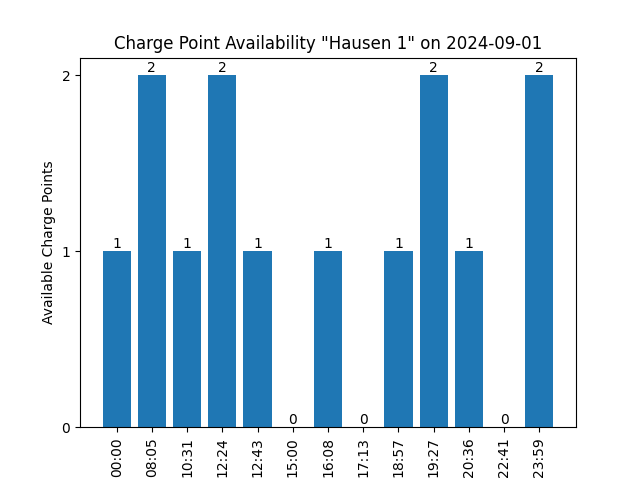 Charge Point Availability "Hausen 1" on 2024-09-01
Available Charge Points
2
1
0
1 2 1 2 1 0 1 0 1 2 1 0 2
00:00 08:05 10:31 12:24 12:43 15:00 16:08 17:13 18:57 19:27 20:36 22:41 23:59